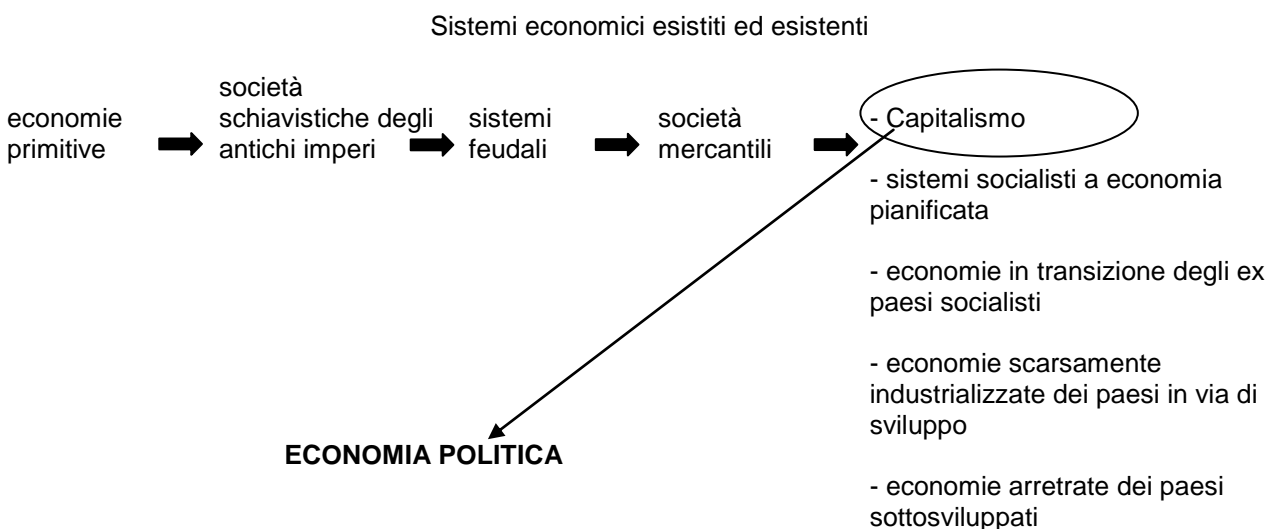 Sistemi economici esistiti ed esistenti
economie
primitive
società
schiavistiche degli
antichi imperi
sistemi
feudali
società
mercantili
- Capitalismo
- sistemi socialisti a economia
pianificata
- economie in transizione degli ex
paesi socialisti
- economie scarsamente
industrializzate dei paesi in via di
sviluppo
- economie arretrate dei paesi
sottosviluppati
ECONOMIA POLITICA